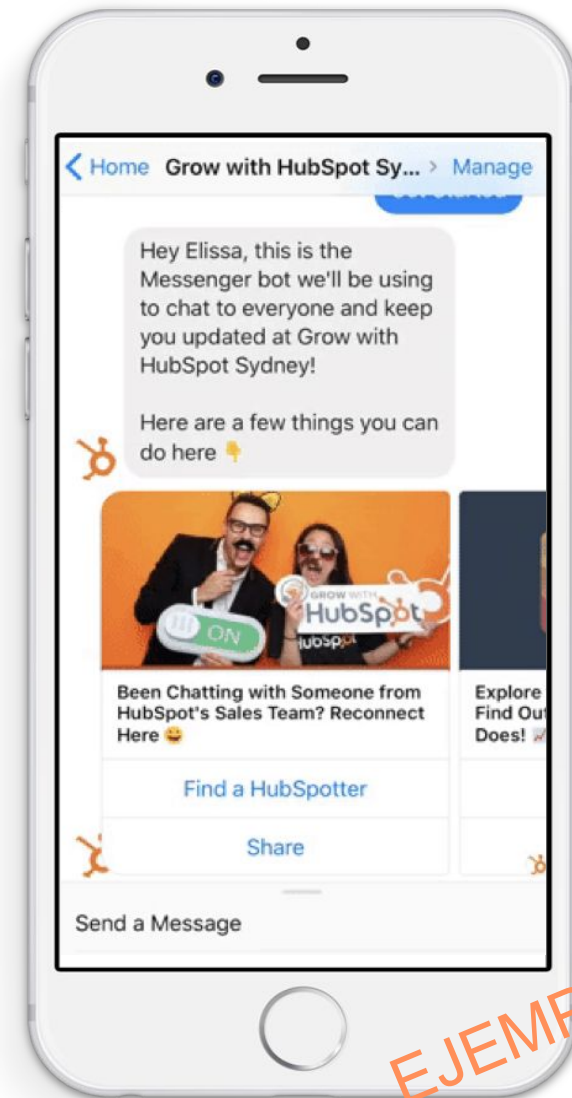 Home Grow with HubSpot Sy... > Manage
Hey Elissa, this is the
Messenger bot we'll be using
to chat to everyone and keep
you updated at Grow with
HubSpot Sydney!
Here are a few things you can
do here 👇
GROW WITH
HubSpot
ON
HubSpot
Been Chatting with Someone from
HubSpot's Sales Team? Reconnect
Here 😄
Explore
Find Out
Does! 📈
Find a HubSpotter
Share
Send a Message